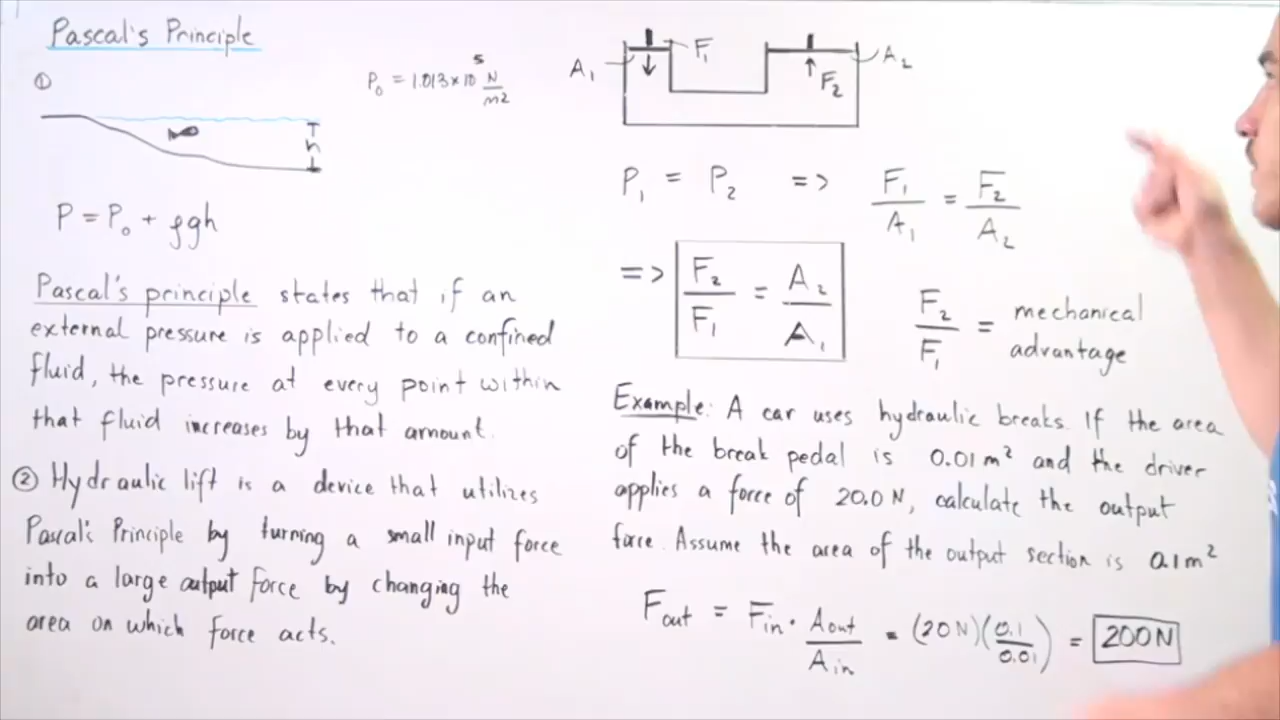 Pascal's Principle
①
P₀ = 1.013×10⁵ N/m2
h
P = P₀ + ρgh
Pascal's principle states that if an
external pressure is applied to a confined
fluid, the pressure at every point within
that fluid increases by that amount.
② Hydraulic lift is a device that utilizes
Pascal's Principle by turning a small input force
into a large output force by changing the
area on which force acts.
A₁ F₁ F₂ A₂
P₁ = P₂ => F₁/A₁ = F₂/A₂
=> F₂/F₁ = A₂/A₁
F₂/F₁ = mechanical
advantage
Example: A car uses hydraulic breaks. If the area
of the break pedal is 0.01m² and the driver
applies a force of 20.0 N, calculate the output
force. Assume the area of the output section is 0.1m²
Fout = Fin · Aout/Ain = (20N)(0.1/0.01) = 200N